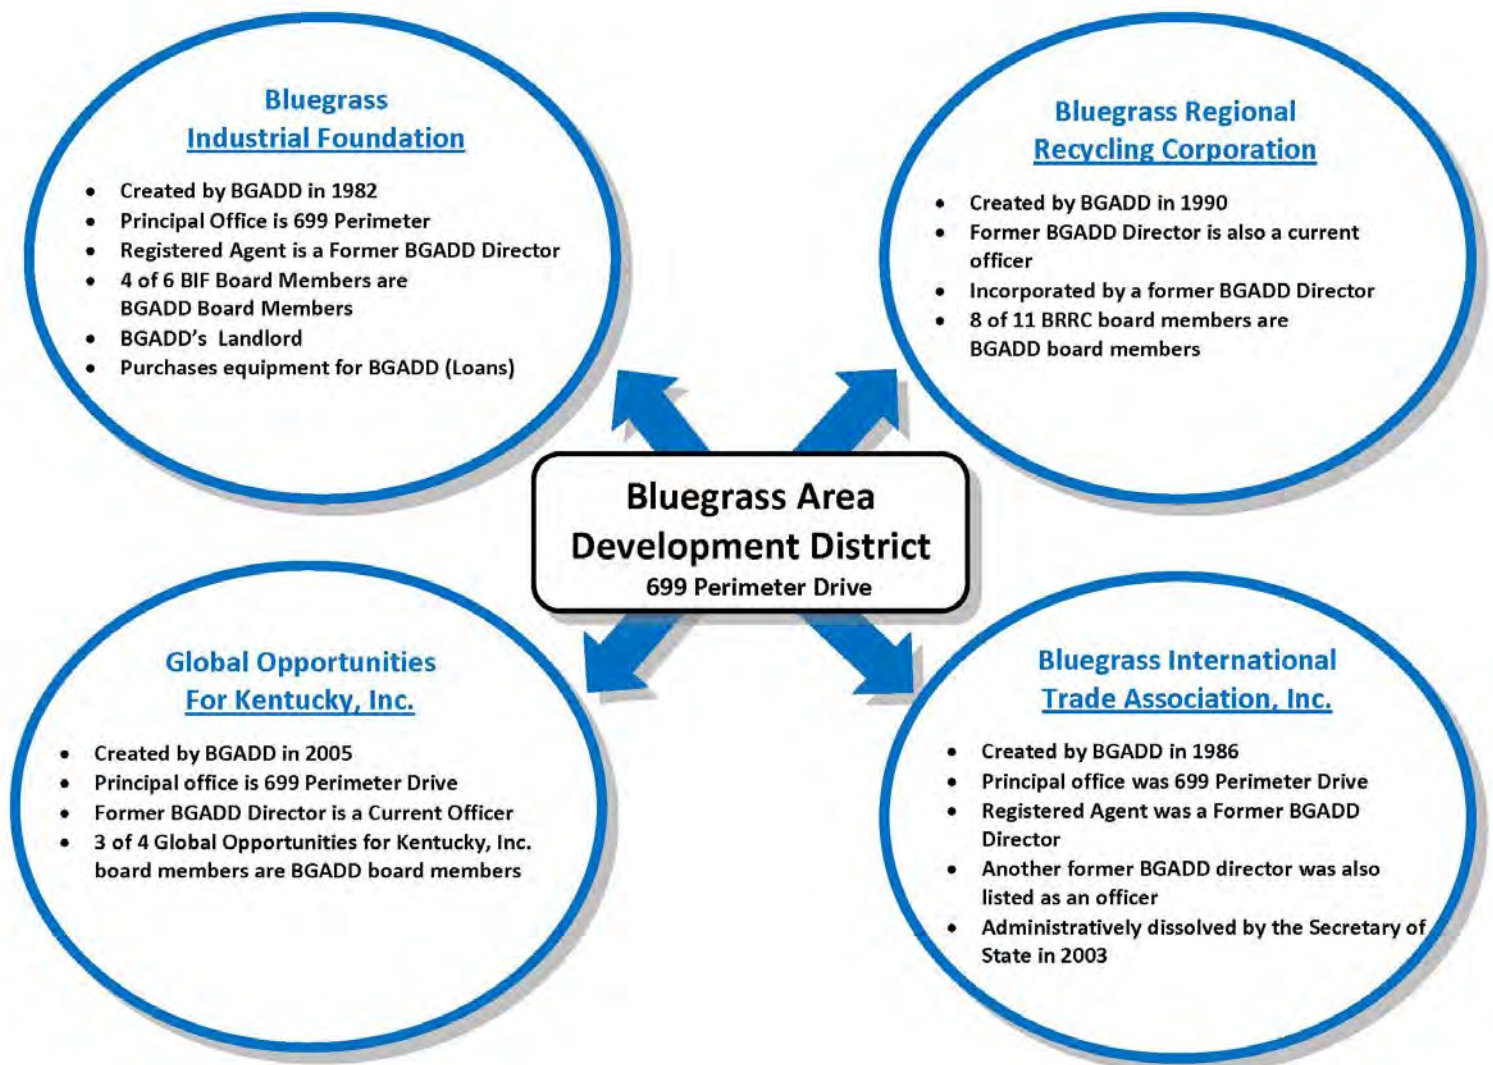 Bluegrass
Industrial Foundation
• Created by BGADD in 1982
• Principal Office is 699 Perimeter
• Registered Agent is a Former BGADD Director
• 4 of 6 BIF Board Members are
BGADD Board Members
• BGADD's Landlord
• Purchases equipment for BGADD (Loans)
Bluegrass Regional
Recycling Corporation
• Created by BGADD in 1990
• Former BGADD Director is also a current
officer
• Incorporated by a former BGADD Director
• 8 of 11 BRRC board members are
BGADD board members
Bluegrass Area
Development District
699 Perimeter Drive
Global Opportunities
For Kentucky, Inc.
• Created by BGADD in 2005
• Principal office is 699 Perimeter Drive
• Former BGADD Director is a Current Officer
• 3 of 4 Global Opportunities for Kentucky, Inc.
board members are BGADD board members
Bluegrass International
Trade Association, Inc.
• Created by BGADD in 1986
• Principal office was 699 Perimeter Drive
• Registered Agent was a Former BGADD
Director
• Another former BGADD director was also
listed as an officer
• Administratively dissolved by the Secretary of
State in 2003